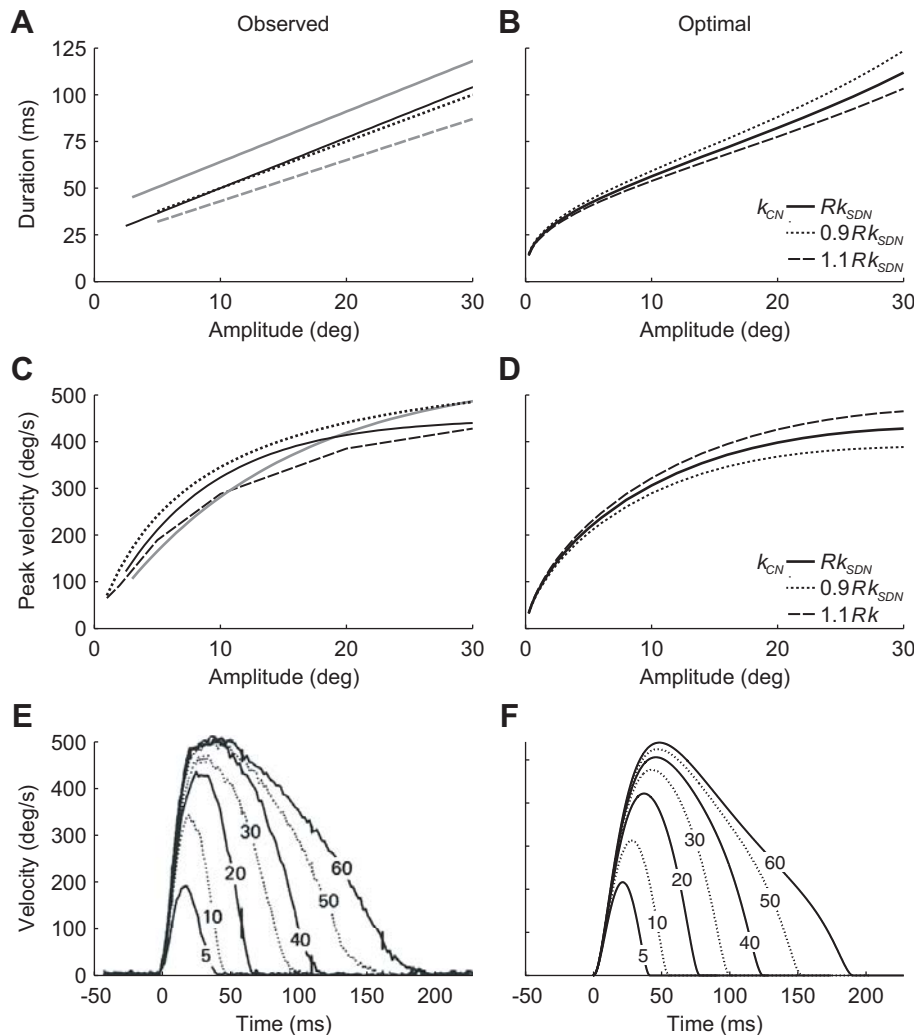 A
Observed
B
Optimal
Duration (ms)
125
100
75
50
25
0
0 10 20 30
Amplitude (deg)
k_CN Rk_SDN
0.9Rk_SDN
1.1Rk_SDN
0 10 20 30
Amplitude (deg)
C
D
Peak velocity (deg/s)
500
400
300
200
100
0
0 10 20 30
Amplitude (deg)
k_CN Rk_SDN
0.9Rk_SDN
1.1Rk
0 10 20 30
Amplitude (deg)
E
F
Velocity (deg/s)
500
400
300
200
100
0
5
10
20
30
40
50
60
-50 0 50 100 150 200
Time (ms)
5
10
20
30
40
50
60
-50 0 50 100 150 200
Time (ms)